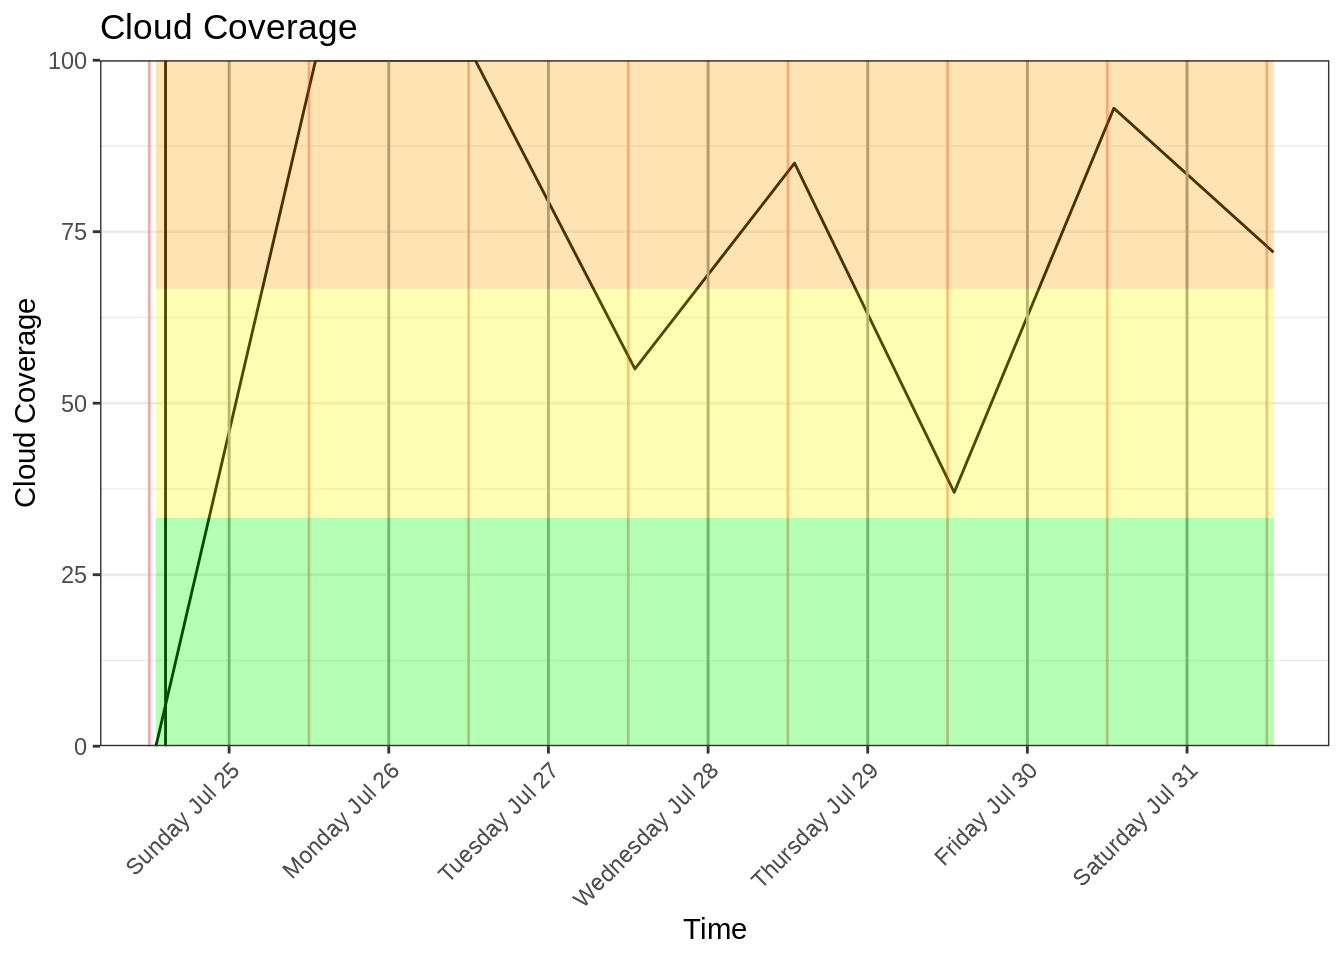 Cloud Coverage
Cloud Coverage
100
75
50
25
0
Sunday Jul 25
Monday Jul 26
Tuesday Jul 27
Wednesday Jul 28
Thursday Jul 29
Friday Jul 30
Saturday Jul 31
Time